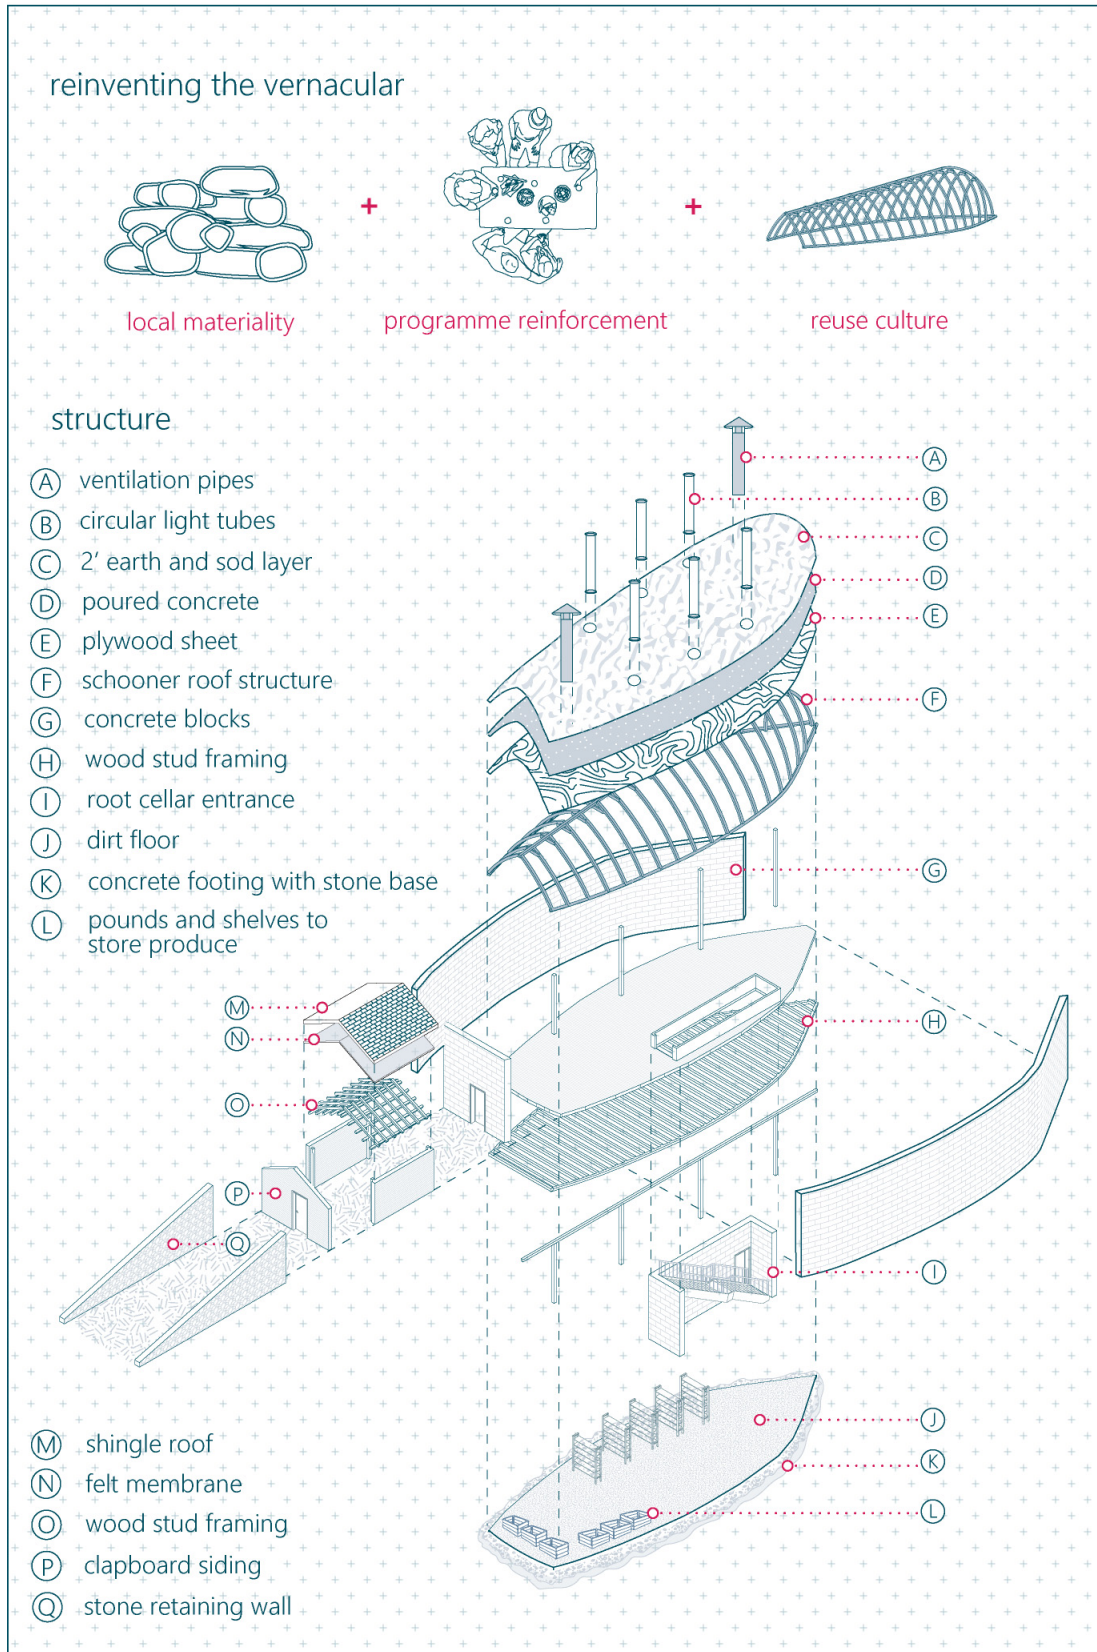 reinventing the vernacular
+
+
local materiality
programme reinforcement
reuse culture
structure
A ventilation pipes
B circular light tubes
C 2' earth and sod layer
D poured concrete
E plywood sheet
F schooner roof structure
G concrete blocks
H wood stud framing
I root cellar entrance
J dirt floor
K concrete footing with stone base
L pounds and shelves to
store produce
A
B
C
D
E
F
G
M
N
H
O
P
Q
I
J
K
L
M shingle roof
N felt membrane
O wood stud framing
P clapboard siding
Q stone retaining wall